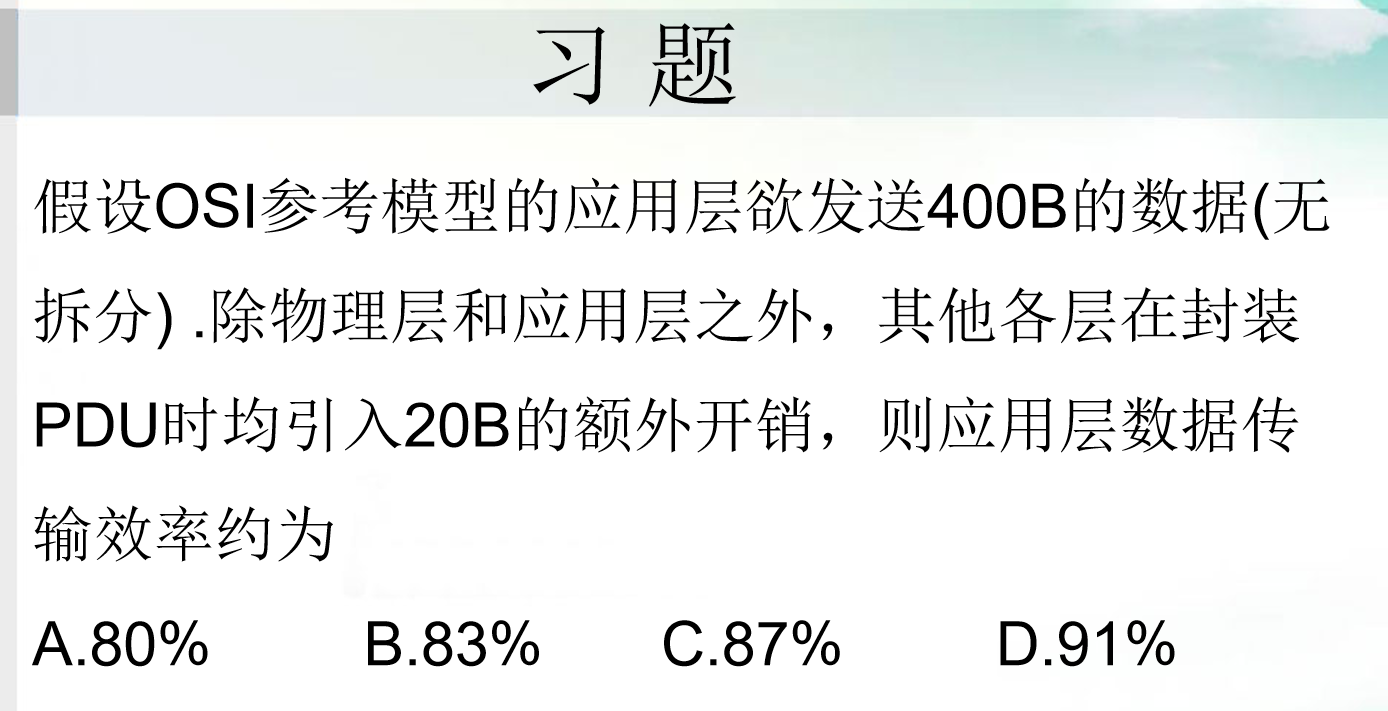 习 题
假设OSI参考模型的应用层欲发送400B的数据(无
拆分) .除物理层和应用层之外，其他各层在封装
PDU时均引入20B的额外开销，则应用层数据传
输效率约为
A.80% B.83% C.87% D.91%